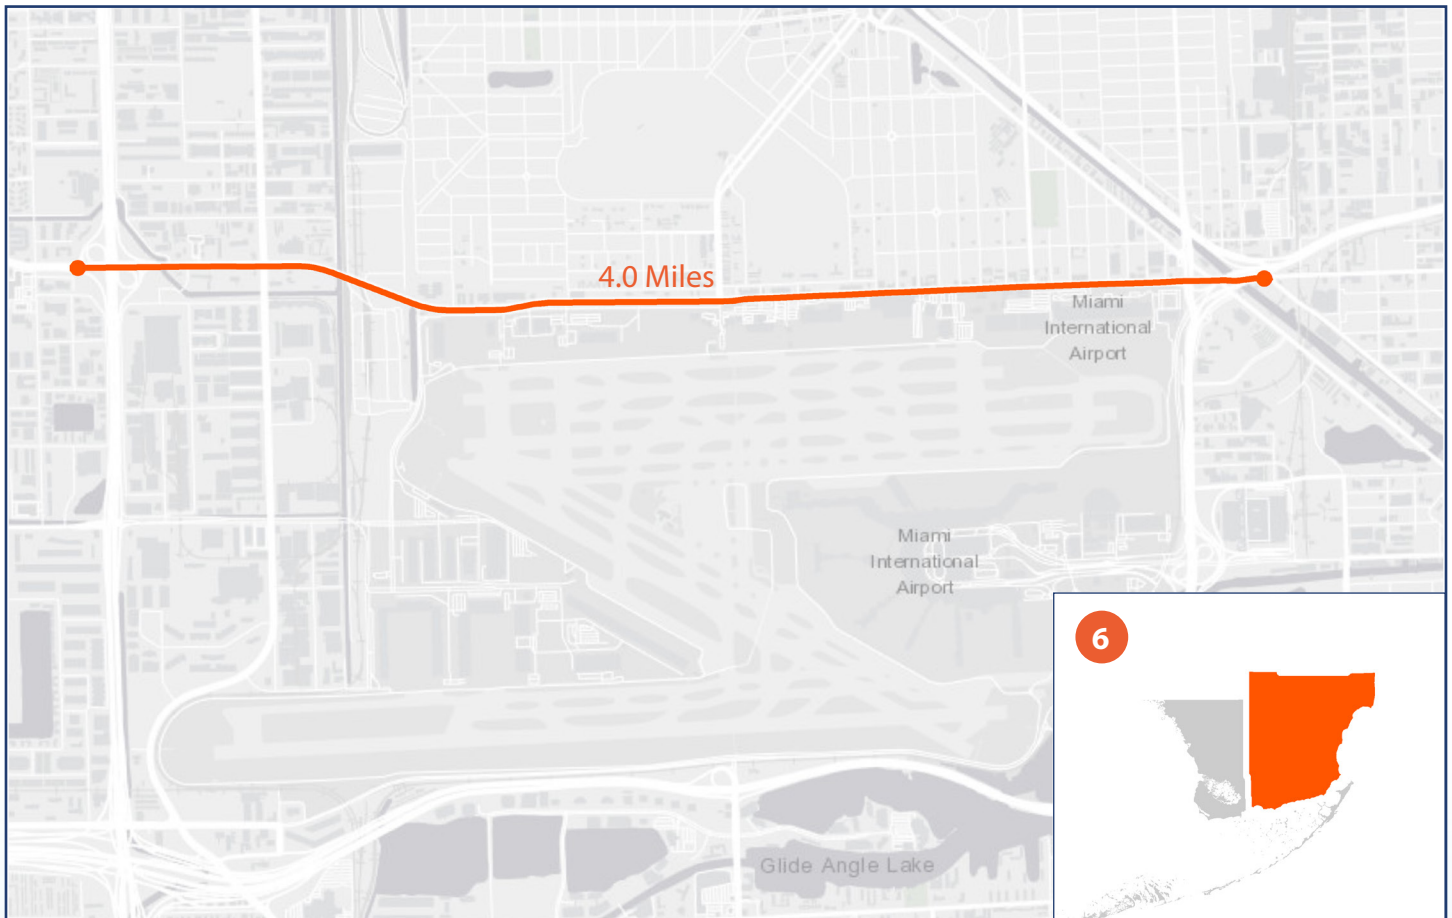 4.0 Miles
Miami
International
Airport
Miami
International
Airport
6
Glide Angle Lake